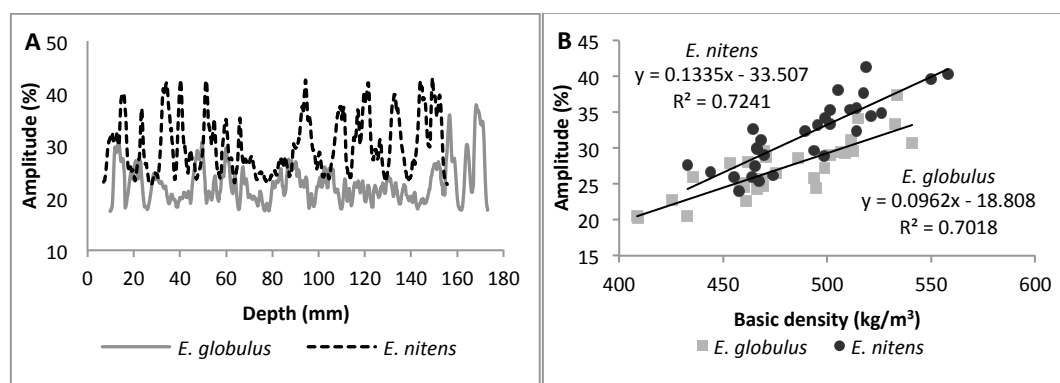 A
50
40
30
20
10
Amplitude (%)
0 20 40 60 80 100 120 140 160 180
Depth (mm)
E. globulus E. nitens
B
45
40
35
30
25
20
15
Amplitude (%)
E. nitens
y = 0.1335x - 33.507
R² = 0.7241
E. globulus
y = 0.0962x - 18.808
R² = 0.7018
400 450 500 550 600
Basic density (kg/m³)
E. globulus E. nitens